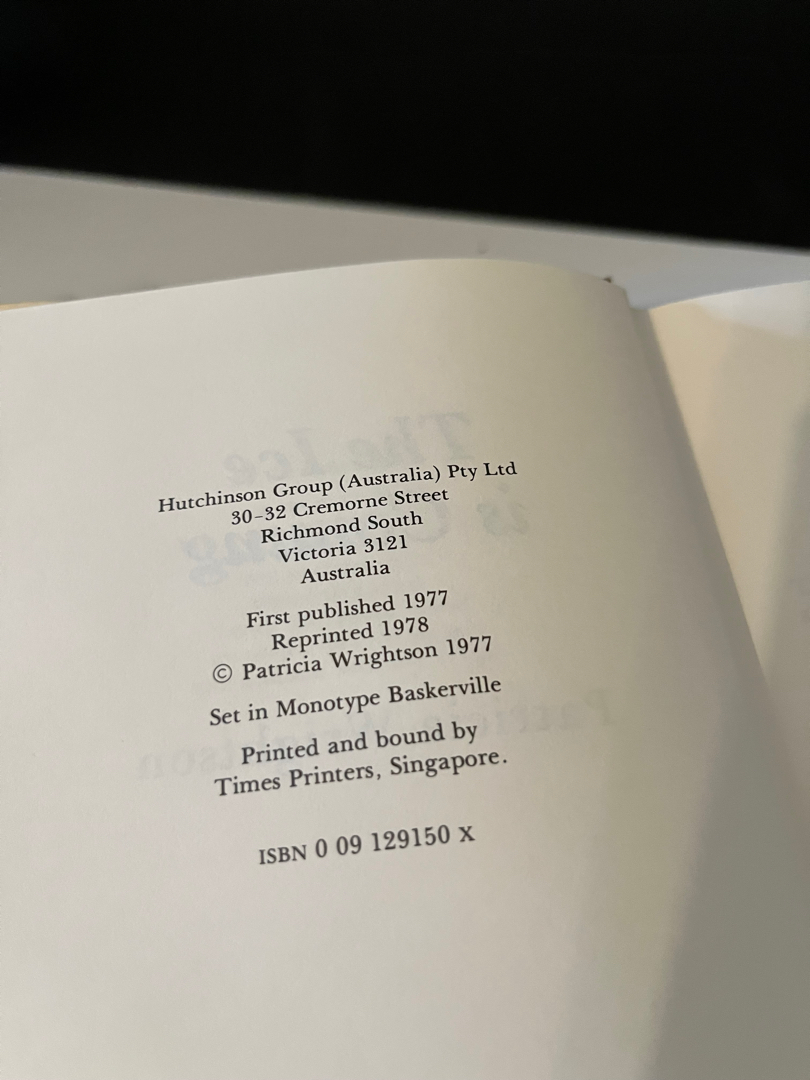 Hutchinson Group (Australia) Pty Ltd
30–32 Cremorne Street
Richmond South
Victoria 3121
Australia
First published 1977
Reprinted 1978
© Patricia Wrightson 1977
Set in Monotype Baskerville
Printed and bound by
Times Printers, Singapore.
ISBN 0 09 129150 x